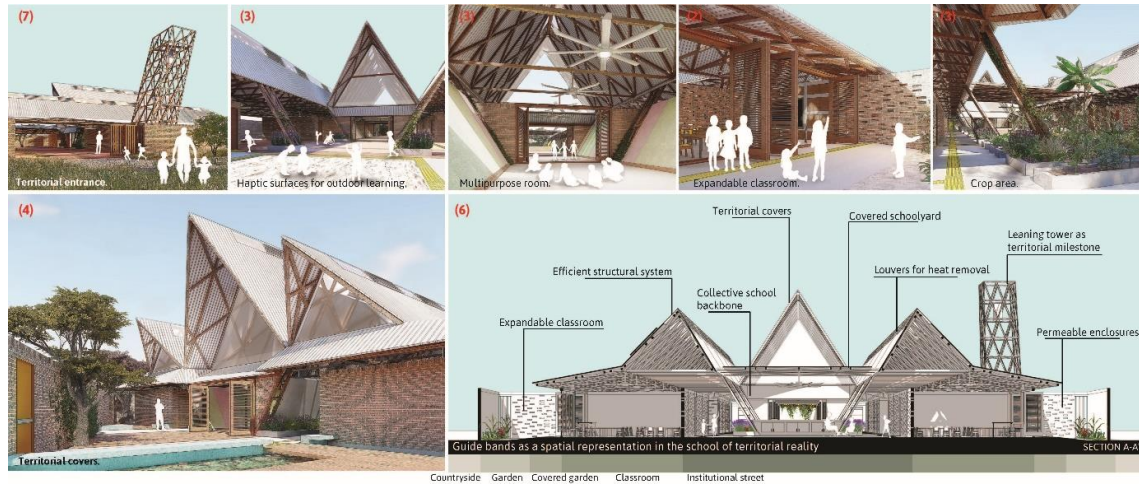 (7)
Territorial entrance.
(3)
Haptic surfaces for outdoor learning.
(3)
Multipurpose room.
(2)
Expandable classroom.
(3)
Crop area.
(4)
Territorial covers.
(6)
Territorial covers
Covered schoolyard
Leaning tower as
territorial milestone
Efficient structural system
Louvers for heat removal
Collective school
backbone
Expandable classroom
Permeable enclosures
Guide bands as a spatial representation in the school of territorial reality
SECTION A-A'
Countryside Garden Covered garden Classroom Institutional street